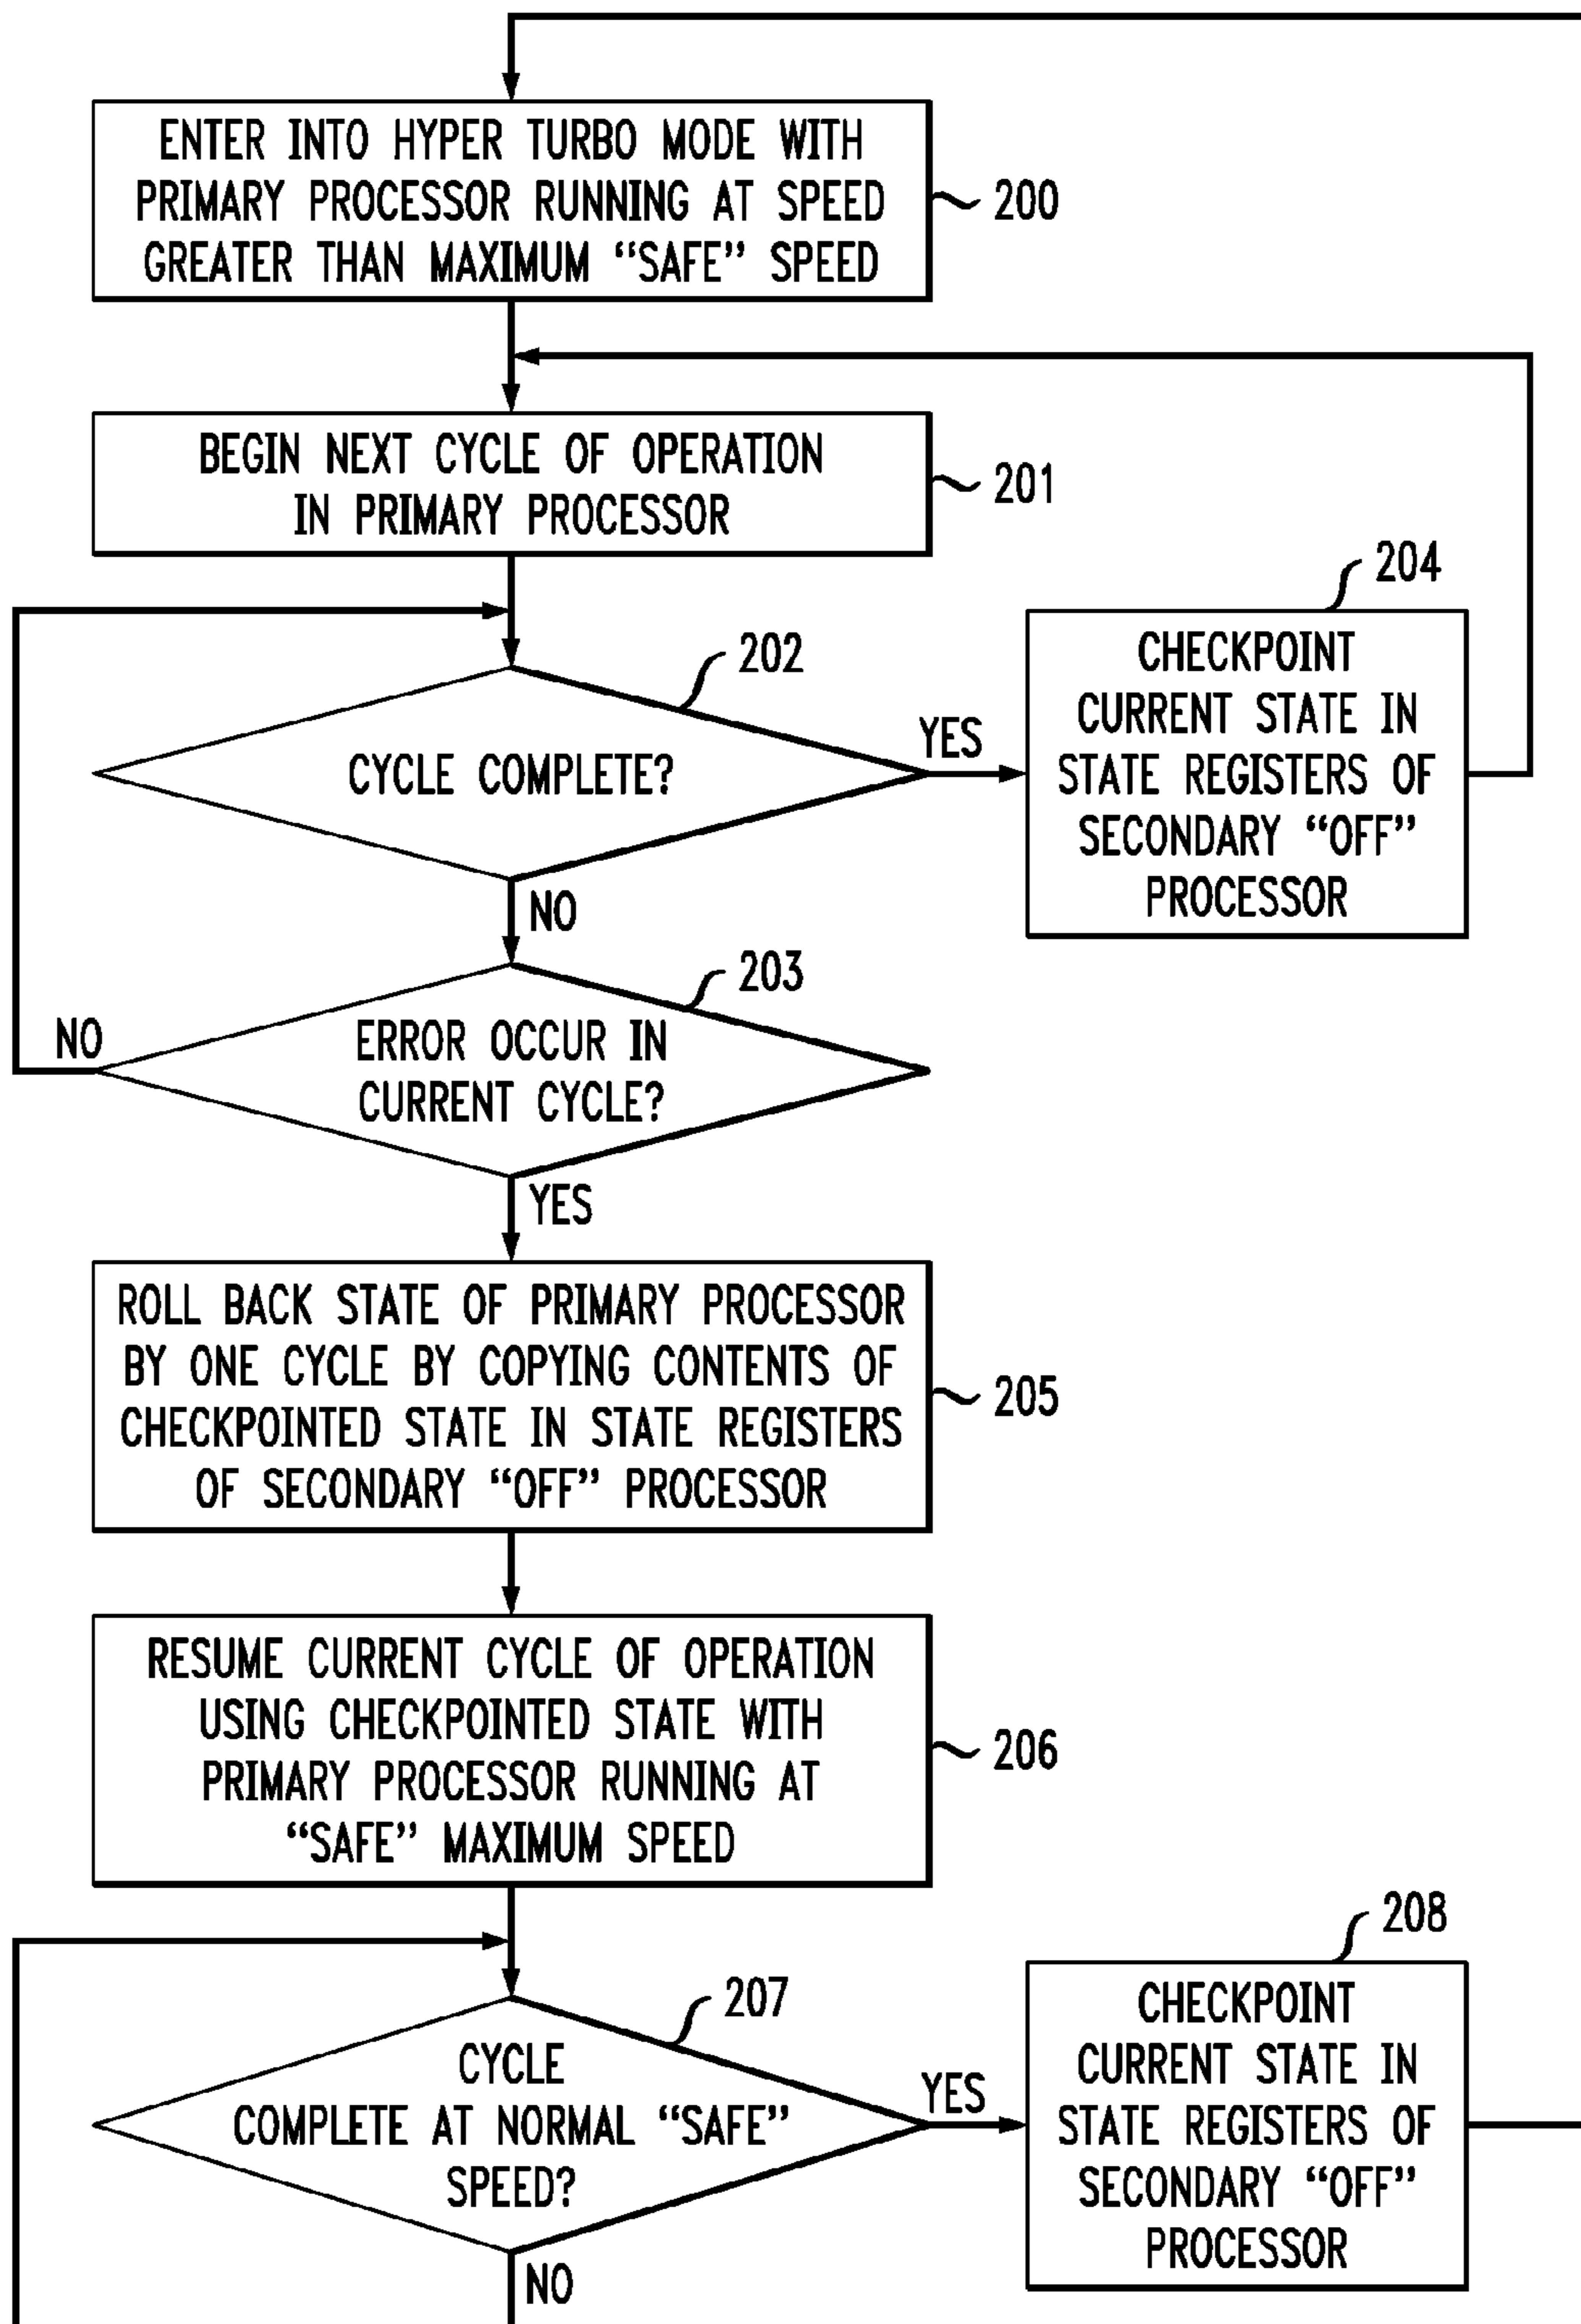 ENTER INTO HYPER TURBO MODE WITH
PRIMARY PROCESSOR RUNNING AT SPEED
GREATER THAN MAXIMUM “SAFE” SPEED
200
BEGIN NEXT CYCLE OF OPERATION
IN PRIMARY PROCESSOR
201
202
CYCLE COMPLETE?
YES
NO
204
CHECKPOINT
CURRENT STATE IN
STATE REGISTERS OF
SECONDARY “OFF”
PROCESSOR
203
ERROR OCCUR IN
CURRENT CYCLE?
NO
YES
ROLL BACK STATE OF PRIMARY PROCESSOR
BY ONE CYCLE BY COPYING CONTENTS OF
CHECKPOINTED STATE IN STATE REGISTERS
OF SECONDARY “OFF” PROCESSOR
205
RESUME CURRENT CYCLE OF OPERATION
USING CHECKPOINTED STATE WITH
PRIMARY PROCESSOR RUNNING AT
“SAFE” MAXIMUM SPEED
206
207
CYCLE
COMPLETE AT NORMAL “SAFE”
SPEED?
YES
NO
208
CHECKPOINT
CURRENT STATE IN
STATE REGISTERS OF
SECONDARY “OFF”
PROCESSOR